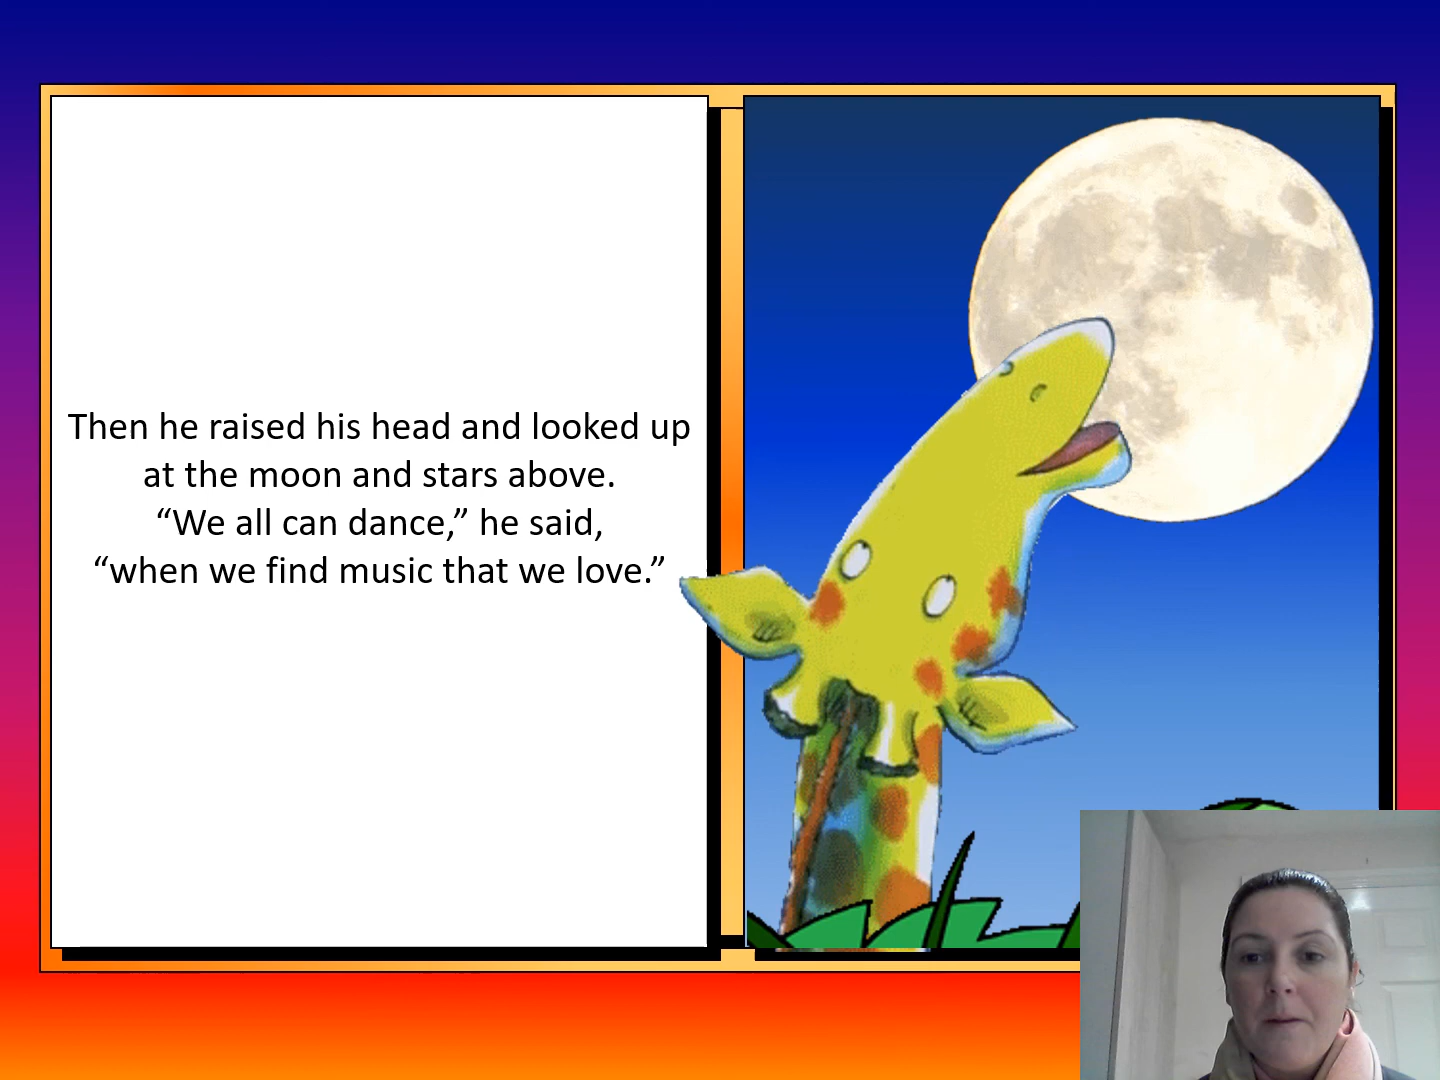 Then he raised his head and looked up
at the moon and stars above.
“We all can dance,” he said,
“when we find music that we love.”